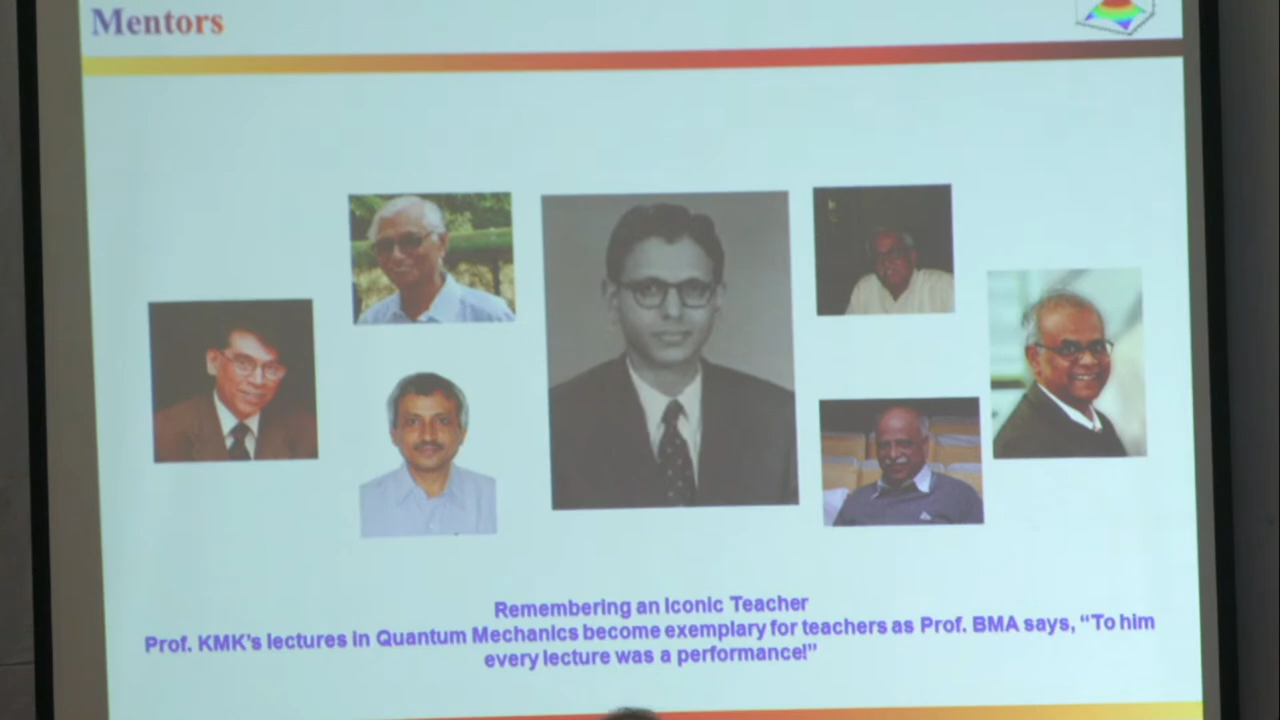 Mentors
Remembering an Iconic Teacher
Prof. KMK's lectures in Quantum Mechanics become exemplary for teachers as Prof. BMA says, “To him
every lecture was a performance!”